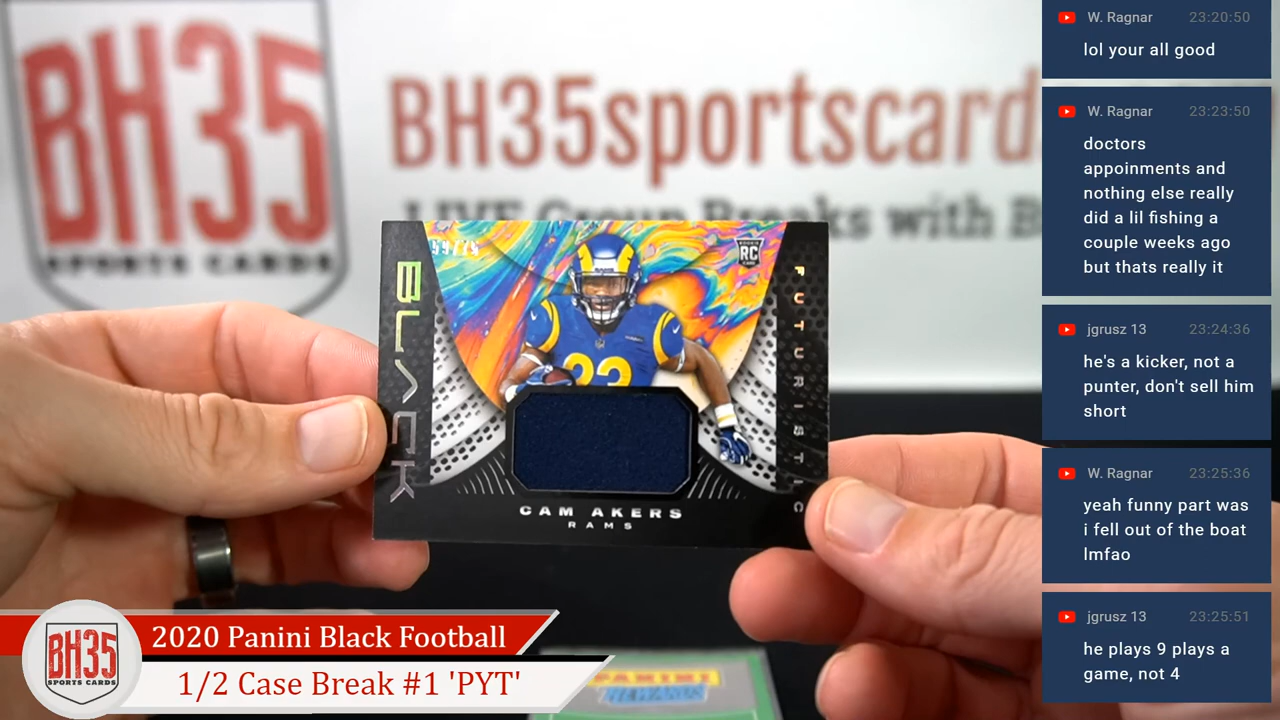 BH35
SPORTS CARDS
BH35sportscard
LIVE Group Breaks with B
BLACK
RC
FUTURISTIC
23
CAM AKERS
RAMS
PANINI
BH35
SPORTS CARDS
2020 Panini Black Football
1/2 Case Break #1 'PYT'
W. Ragnar 23:20:50
lol your all good
W. Ragnar 23:23:50
doctors
appoinments and
nothing else really
did a lil fishing a
couple weeks ago
but thats really it
jgrusz 13 23:24:36
he's a kicker, not a
punter, don't sell him
short
W. Ragnar 23:25:36
yeah funny part was
i fell out of the boat
lmfao
jgrusz 13 23:25:51
he plays 9 plays a
game, not 4